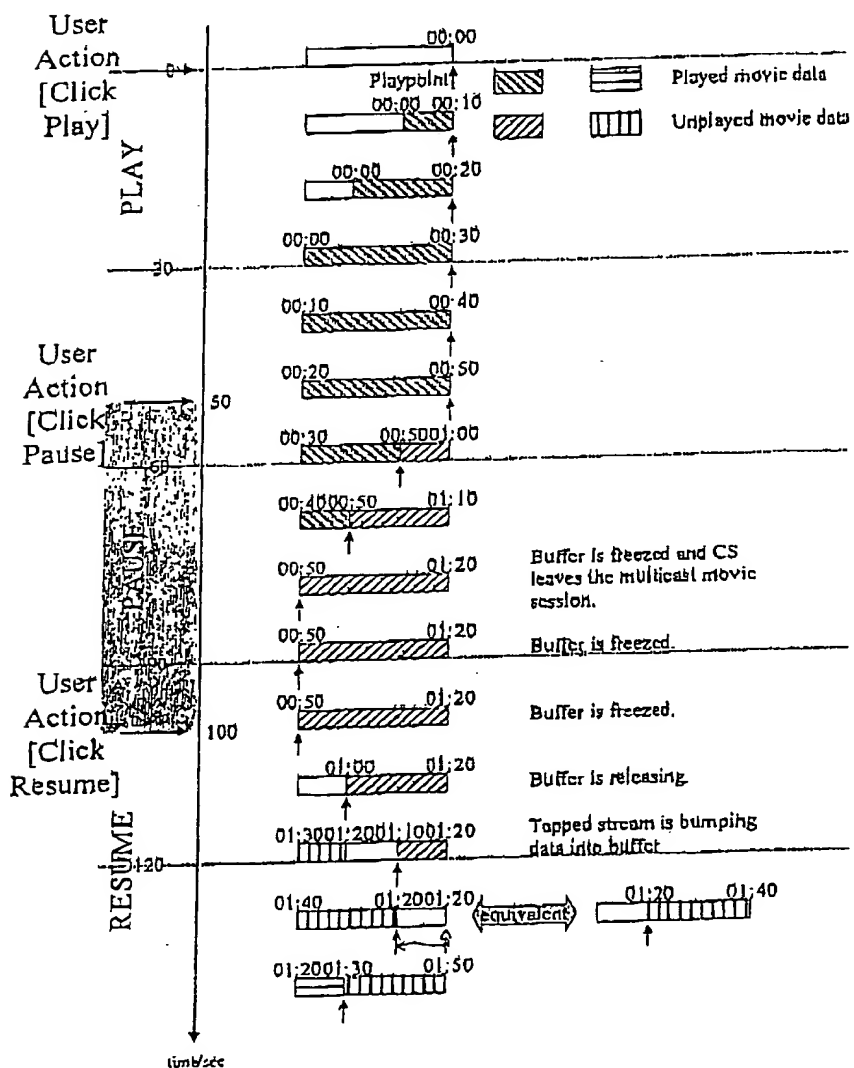 User
Action
[Click
Play]
0
00:00
Playpoint
Played movie data
Unplayed movie data
00:00 00:10
PLAY
00:00 00:20
00:00 00:30
30
00:10 00:40
User
Action
[Click
Pause]
00:20 00:50
50
00:30 00:50 01:00
60
PAUSE
00:40 00:50 01:10
00:50 01:20
Buffer is freezed and CS
leaves the multicast movie
session.
00:50 01:20
Buffer is freezed.
User
Action
[Click
Resume]
00:50 01:20
Buffer is freezed.
100
01:00 01:20
Buffer is releasing.
RESUME
01:30 01:20 01:10 01:20
Tapped stream is bumping
data into buffer
120
01:40 01:20 01:20
equivalent
01:20 01:40
01:20 01:30 01:50
time/sec